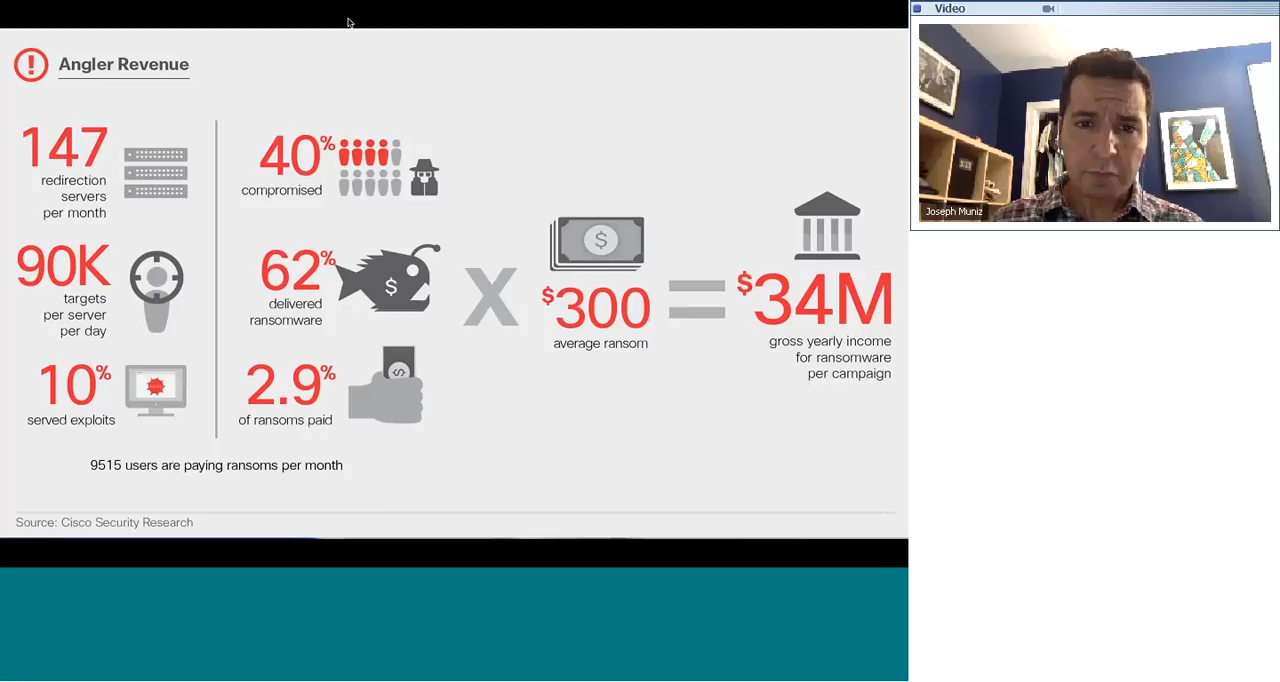 Angler Revenue
147
redirection
servers
per month
90K
targets
per server
per day
10%
served exploits
40%
compromised
62%
delivered
ransomware
2.9%
of ransoms paid
$
X
$
$300
average ransom
=
$34M
gross yearly income
for ransomware
per campaign
9515 users are paying ransoms per month
Source: Cisco Security Research
Video
Joseph Muniz